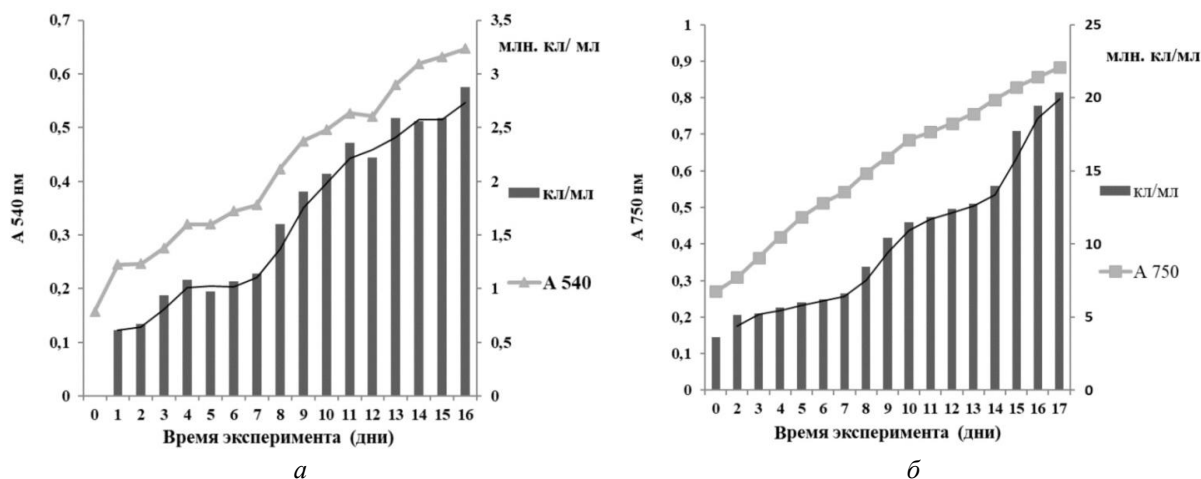 0,7
0,6
0,5
0,4
0,3
0,2
0,1
0
А 540 нм
3,5
3
2,5
2
1,5
1
0,5
0
млн. кл/ мл
кл/мл
А 540
0 1 2 3 4 5 6 7 8 9 10 11 12 13 14 15 16
Время эксперимента (дни)
а
1
0,9
0,8
0,7
0,6
0,5
0,4
0,3
0,2
0,1
0
А 750 нм
25
20
15
10
5
0
млн. кл/мл
кл/мл
А 750
0 2 3 4 5 6 7 8 9 10 11 12 13 14 15 16 17
Время эксперимента (дни)
б